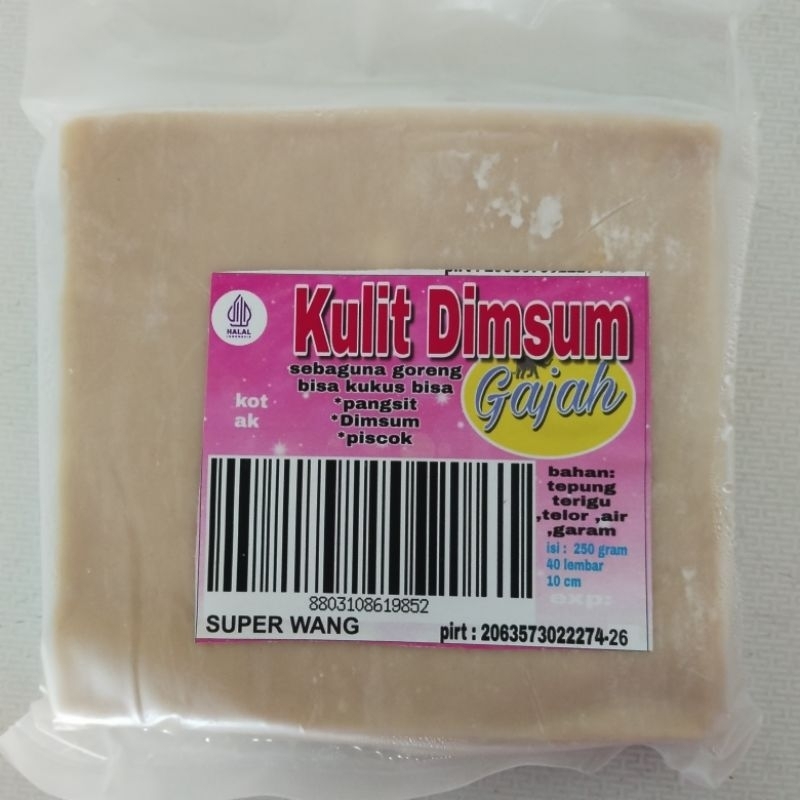 HALAL
INDONESIA
Kulit Dimsum
Gajah
sebaguna goreng
bisa kukus bisa
*pangsit
*Dimsum
*piscok
kot
ak
bahan:
tepung
terigu
,telor ,air
,garam
isi : 250 gram
40 lembar
10 cm
exp:
8803108619852
SUPER WANG
pirt : 2063573022274-26